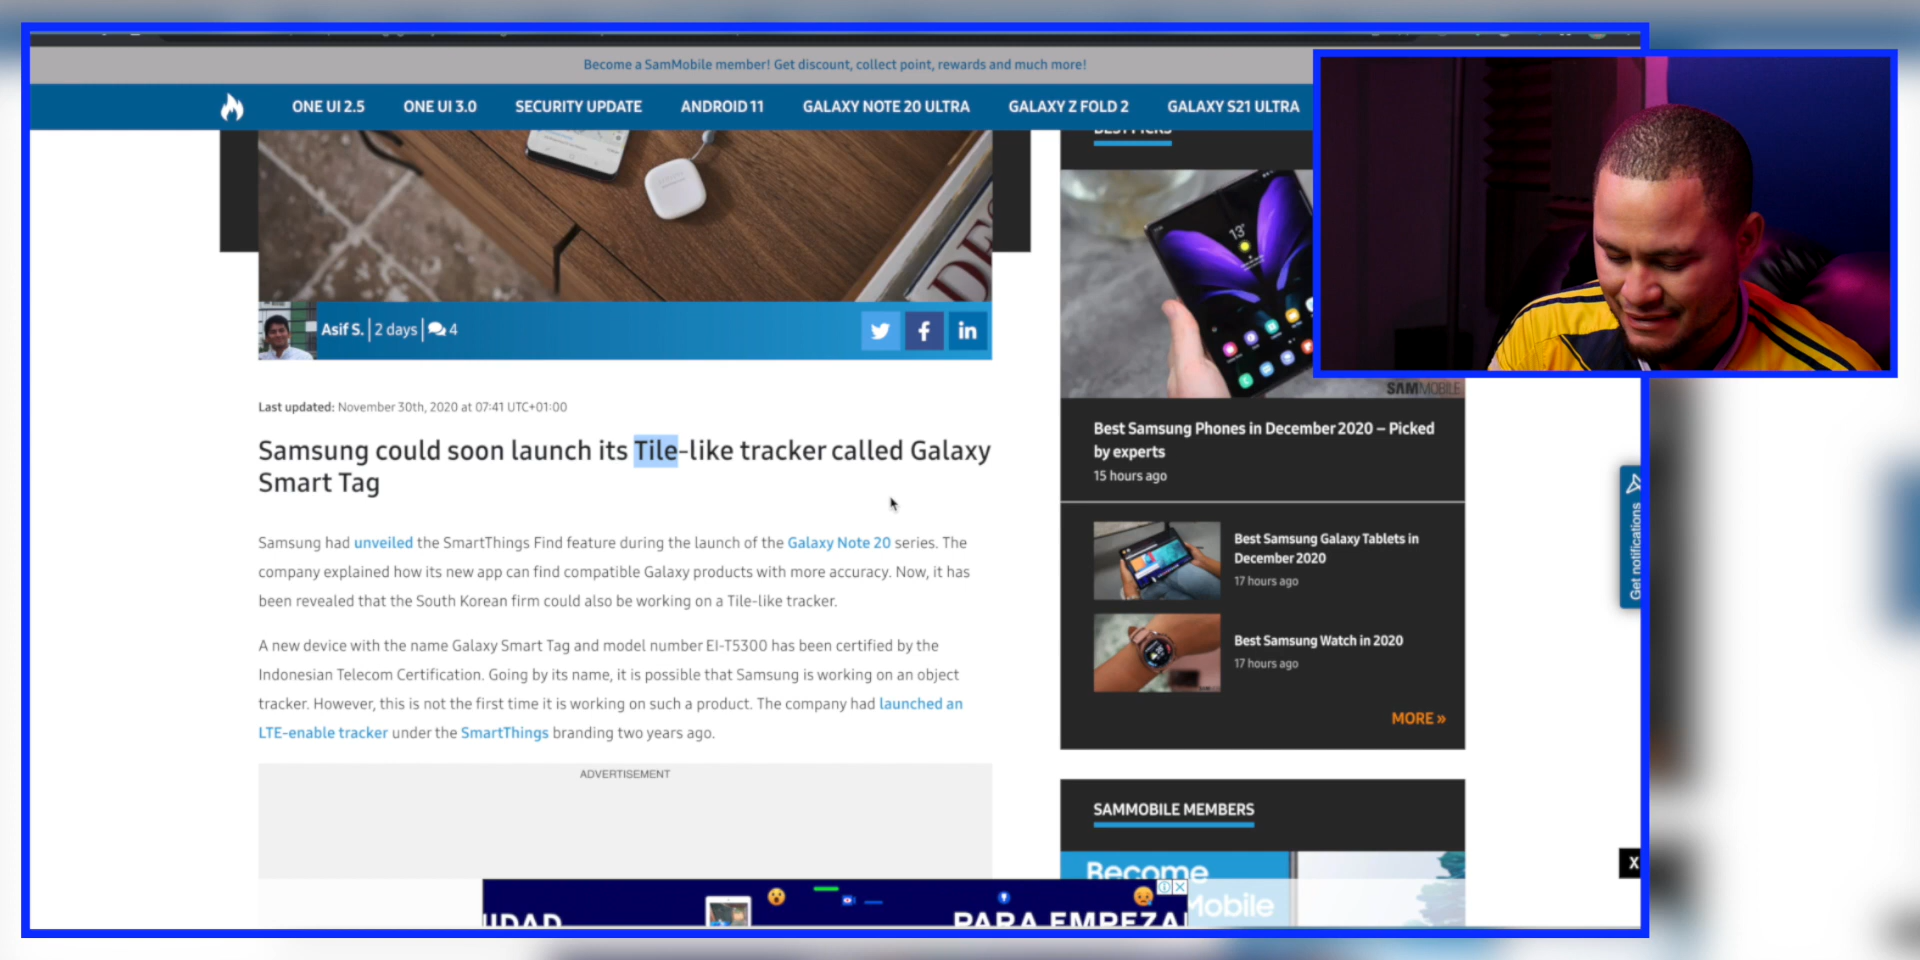 Become a SamMobile member! Get discount, collect point, rewards and much more!
ONE UI 2.5 ONE UI 3.0 SECURITY UPDATE ANDROID 11 GALAXY NOTE 20 ULTRA GALAXY Z FOLD 2 GALAXY S21 ULTRA
BEST PICKS
13°
Asif S. | 2 days | 4
SAMMOBILE
Last updated: November 30th, 2020 at 07:41 UTC+01:00
Samsung could soon launch its Tile-like tracker called Galaxy
Smart Tag
Samsung had unveiled the SmartThings Find feature during the launch of the Galaxy Note 20 series. The
company explained how its new app can find compatible Galaxy products with more accuracy. Now, it has
been revealed that the South Korean firm could also be working on a Tile-like tracker.
A new device with the name Galaxy Smart Tag and model number EI-T5300 has been certified by the
Indonesian Telecom Certification. Going by its name, it is possible that Samsung is working on an object
tracker. However, this is not the first time it is working on such a product. The company had launched an
LTE-enable tracker under the SmartThings branding two years ago.
ADVERTISEMENT
Best Samsung Phones in December 2020 – Picked
by experts
15 hours ago
Best Samsung Galaxy Tablets in
December 2020
17 hours ago
Best Samsung Watch in 2020
17 hours ago
MORE »
SAMMOBILE MEMBERS
Become
Mobile
Get notifications
X
PARA EMPEZA